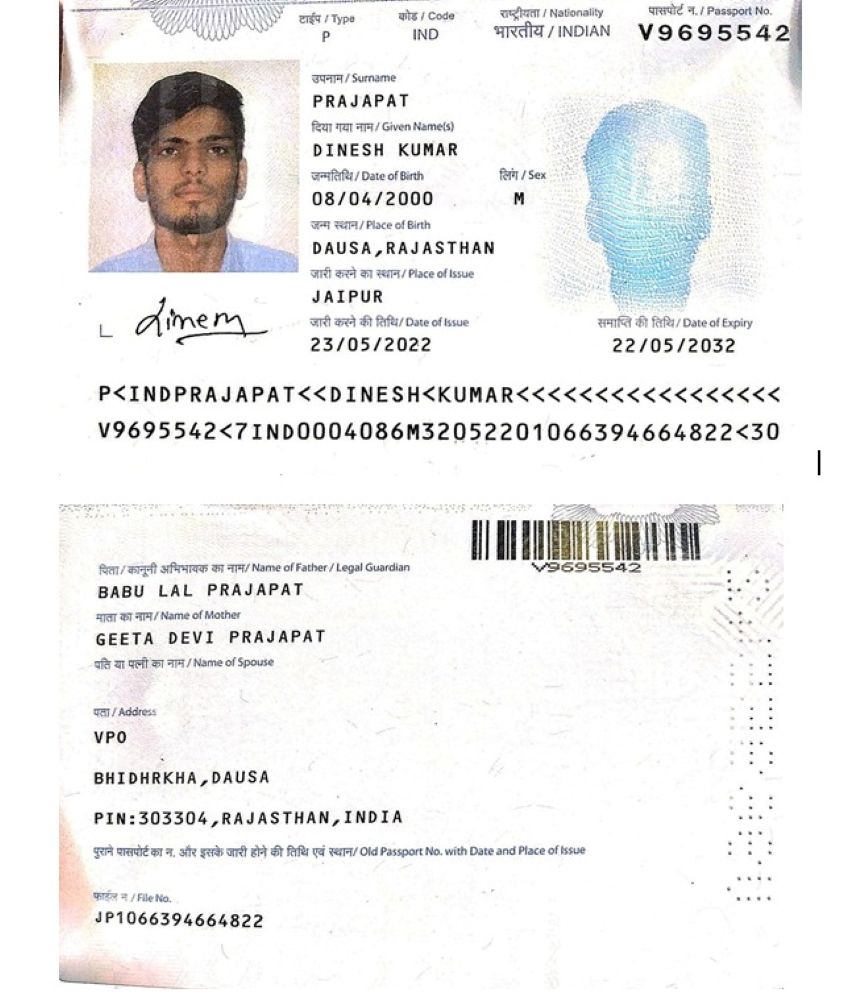 टाईप / Type कोड / Code राष्ट्रीयता / Nationality पासपोर्ट न. / Passport No.
P IND भारतीय / INDIAN V9695542
उपनाम / Surname
PRAJAPAT
दिया गया नाम / Given Name(s)
DINESH KUMAR
जन्मतिथि / Date of Birth लिंग / Sex
08/04/2000 M
जन्म स्थान / Place of Birth
DAUSA,RAJASTHAN
जारी करने का स्थान / Place of Issue
JAIPUR
जारी करने की तिथि / Date of Issue समाप्ति की तिथि / Date of Expiry
23/05/2022 22/05/2032
P<INDPRAJAPAT<<DINESH<KUMAR<<<<<<<<<<<<<<<<<
V9695542<7IND0004086M32052201066394664822<30
V9695542
पिता / कानूनी अभिभावक का नाम / Name of Father / Legal Guardian
BABU LAL PRAJAPAT
माता का नाम / Name of Mother
GEETA DEVI PRAJAPAT
पति या पत्नी का नाम / Name of Spouse
पता / Address
VPO
BHIDHRKHA,DAUSA
PIN:303304,RAJASTHAN,INDIA
पुराने पासपोर्ट का न. और इसके जारी होने की तिथि एवं स्थान / Old Passport No. with Date and Place of Issue
फाईल न / File No.
JP1066394664822